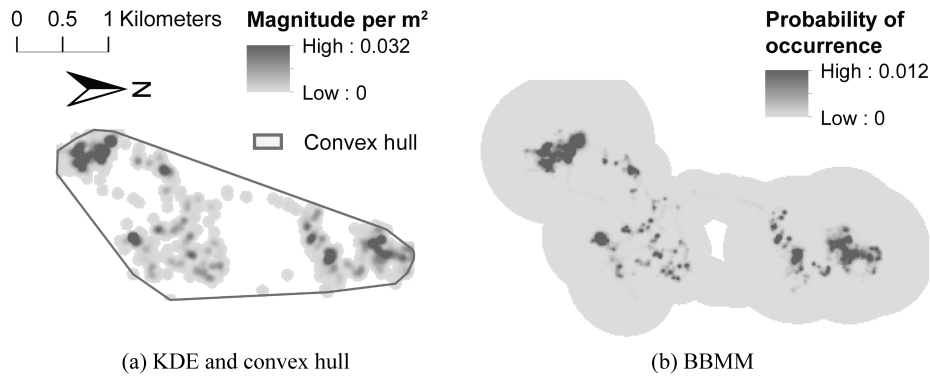 0 0.5 1 Kilometers
N
Magnitude per m²
High : 0.032
Low : 0
Convex hull
(a) KDE and convex hull
Probability of
occurrence
High : 0.012
Low : 0
(b) BBMM